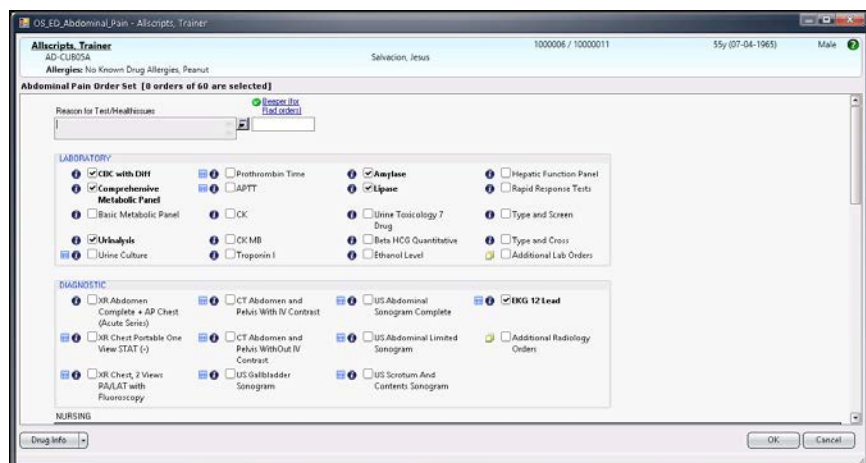 OS_ED_Abdominal_Pain - Allscripts, Trainer
Allscripts, Trainer 1000006 / 10000011 55y (07-04-1965) Male
AD-CUB05A Salvacion, Jesus
Allergies: No Known Drug Allergies, Peanut
Abdominal Pain Order Set [8 orders of 60 are selected]
Reason for Test/Healthissues
Beeper (for
Rad orders)
LABORATORY
CBC with Diff Prothrombin Time Amylase Hepatic Function Panel
Comprehensive APTT Lipase Rapid Response Tests
Metabolic Panel
Basic Metabolic Panel CK Urine Toxicology 7 Type and Screen
Drug
Urinalysis CK MB Beta HCG Quantitative Type and Cross
Urine Culture Troponin I Ethanol Level Additional Lab Orders
DIAGNOSTIC
XR Abdomen CT Abdomen and US Abdominal EKG 12 Lead
Complete + AP Chest Pelvis With IV Contrast Sonogram Complete
(Acute Series)
XR Chest Portable One CT Abdomen and US Abdominal Limited Additional Radiology
View STAT (-) Pelvis WithOut IV Sonogram Orders
Contrast
XR Chest, 2 Views US Gallbladder US Scrotum And
PA/LAT with Sonogram Contents Sonogram
Fluoroscopy
NURSING
Drug Info OK Cancel